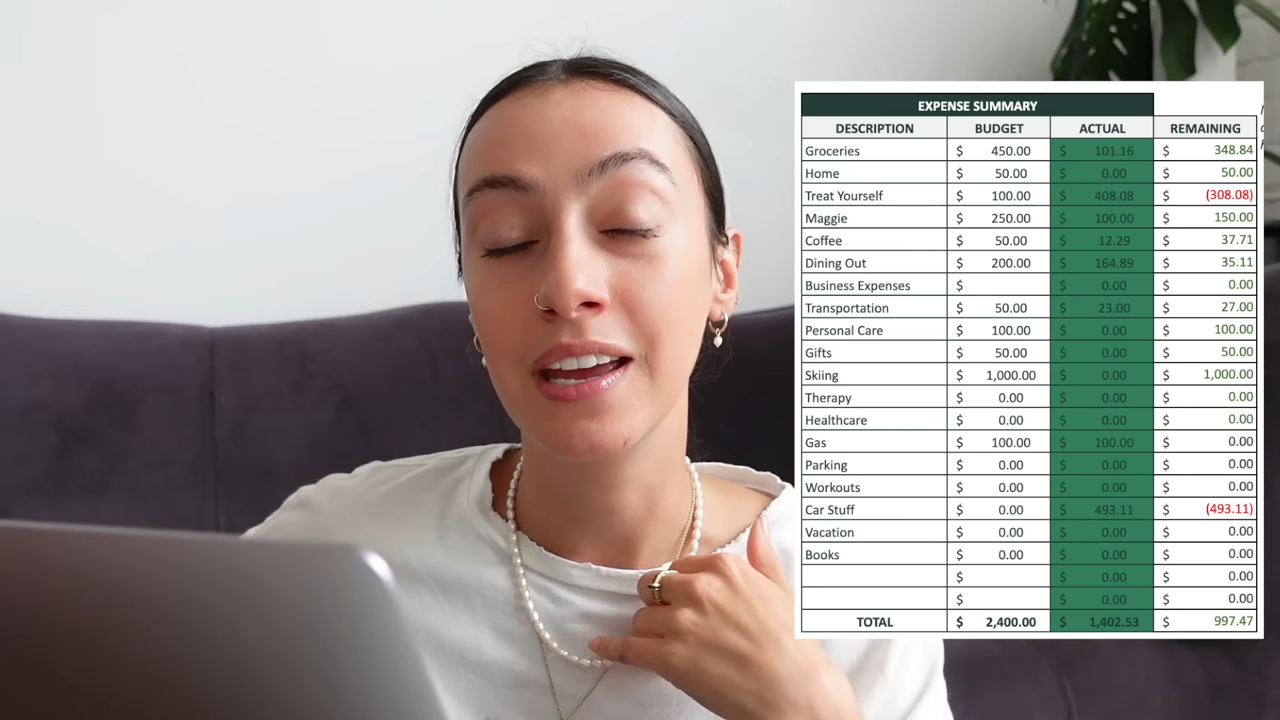 EXPENSE SUMMARY
DESCRIPTION BUDGET ACTUAL REMAINING
Groceries $ 450.00 $ 101.16 $ 348.84
Home $ 50.00 $ 0.00 $ 50.00
Treat Yourself $ 100.00 $ 408.08 $ (308.08)
Maggie $ 250.00 $ 100.00 $ 150.00
Coffee $ 50.00 $ 12.29 $ 37.71
Dining Out $ 200.00 $ 164.89 $ 35.11
Business Expenses $ $ 0.00 $ 0.00
Transportation $ 50.00 $ 23.00 $ 27.00
Personal Care $ 100.00 $ 0.00 $ 100.00
Gifts $ 50.00 $ 0.00 $ 50.00
Skiing $ 1,000.00 $ 0.00 $ 1,000.00
Therapy $ 0.00 $ 0.00 $ 0.00
Healthcare $ 0.00 $ 0.00 $ 0.00
Gas $ 100.00 $ 100.00 $ 0.00
Parking $ 0.00 $ 0.00 $ 0.00
Workouts $ 0.00 $ 0.00 $ 0.00
Car Stuff $ 0.00 $ 493.11 $ (493.11)
Vacation $ 0.00 $ 0.00 $ 0.00
Books $ 0.00 $ 0.00 $ 0.00
$ $ 0.00 $ 0.00
$ $ 0.00 $ 0.00
TOTAL $ 2,400.00 $ 1,402.53 $ 997.47